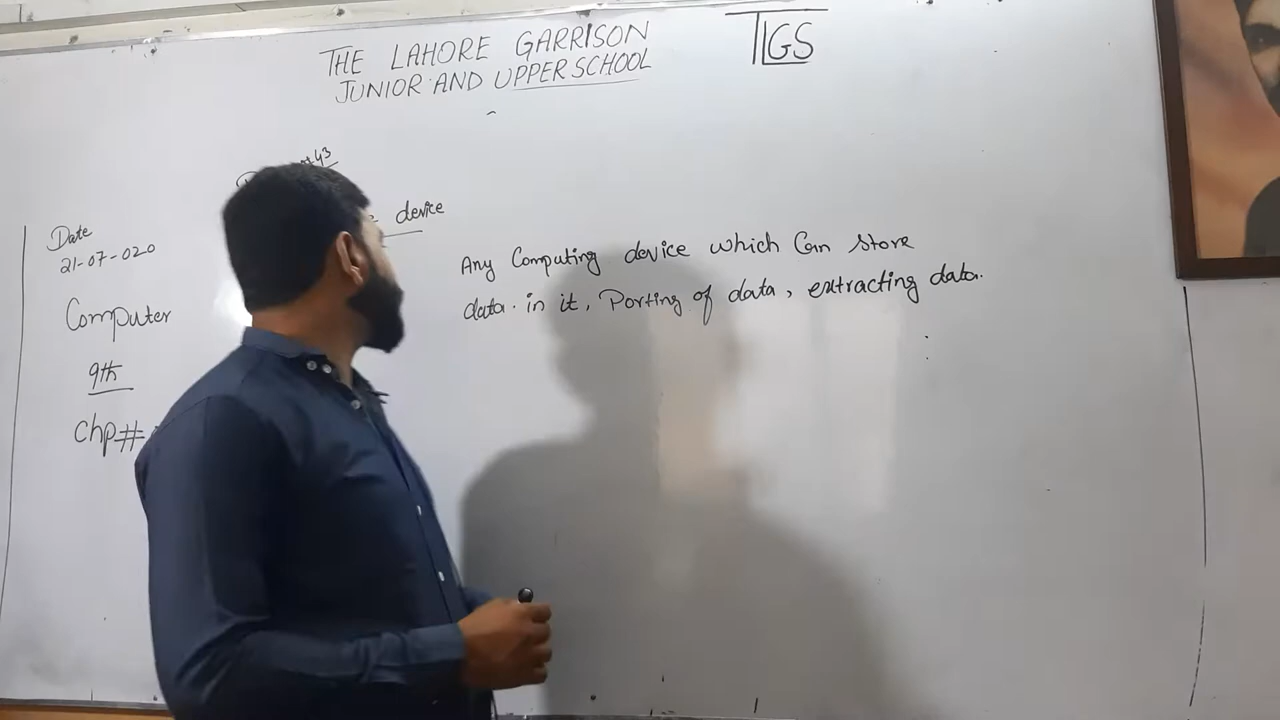 THE LAHORE GARRISON
JUNIOR AND UPPER SCHOOL
TLGS
device
Date
21-07-020
Computer
9th
Chp#
Any Computing device which Can store
data in it, Porting of data, extracting data.